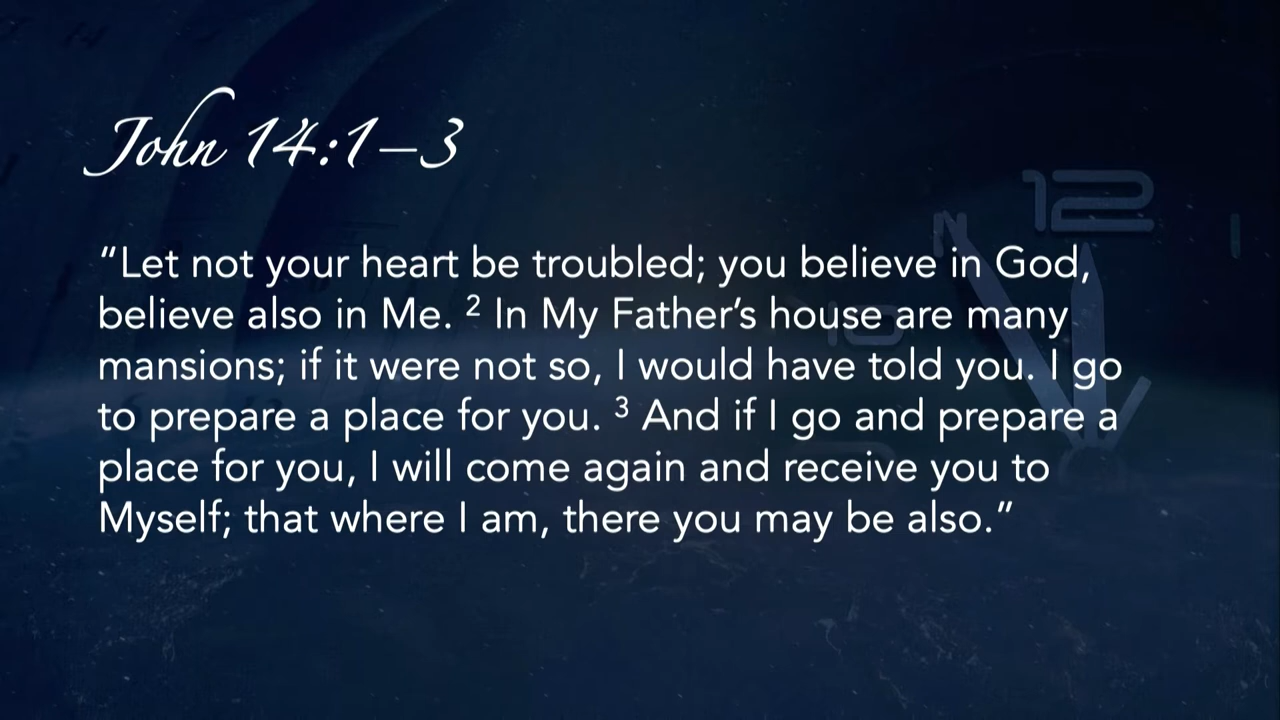 John 14:1–3
“Let not your heart be troubled; you believe in God,
believe also in Me. ² In My Father’s house are many
mansions; if it were not so, I would have told you. I go
to prepare a place for you. ³ And if I go and prepare a
place for you, I will come again and receive you to
Myself; that where I am, there you may be also.”
12
N
10